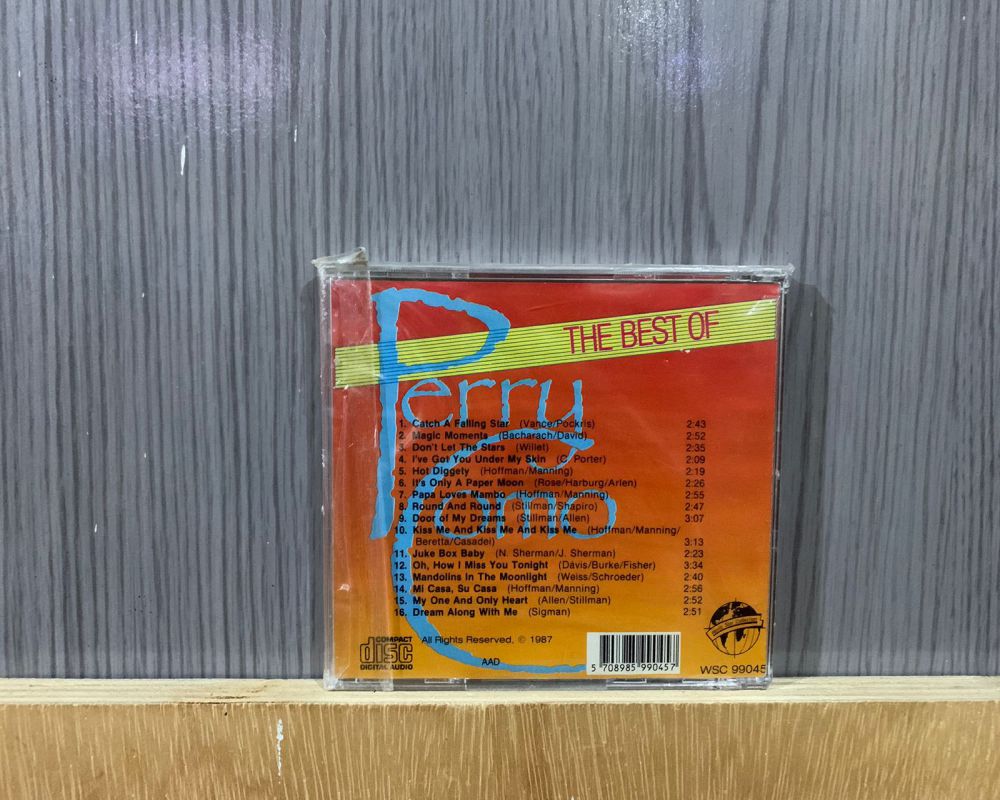 THE BEST OF
Perry
Como
1. Catch A Falling Star (Vance/Pockris) 2:43
2. Magic Moments (Bacharach/David) 2:52
3. Don't Let The Stars (Willet) 2:35
4. I've Got You Under My Skin (C. Porter) 2:09
5. Hot Diggety (Hoffman/Manning) 2:19
6. It's Only A Paper Moon (Rose/Harburg/Arlen) 2:26
7. Papa Loves Mambo (Hoffman/Manning) 2:55
8. Round And Round (Stillman/Shapiro) 2:47
9. Door of My Dreams (Stillman/Allen) 3:07
10. Kiss Me And Kiss Me And Kiss Me (Hoffman/Manning/
Beretta/Casadei) 3:13
11. Juke Box Baby (N. Sherman/J. Sherman) 2:23
12. Oh, How I Miss You Tonight (Davis/Burke/Fisher) 3:34
13. Mandolins In The Moonlight (Weiss/Schroeder) 2:40
14. Mi Casa, Su Casa (Hoffman/Manning) 2:56
15. My One And Only Heart (Allen/Stillman) 2:52
16. Dream Along With Me (Sigman) 2:51
COMPACT
disc
DIGITAL AUDIO
All Rights Reserved, © 1987
AAD
5 708985 990457
WSC 99045